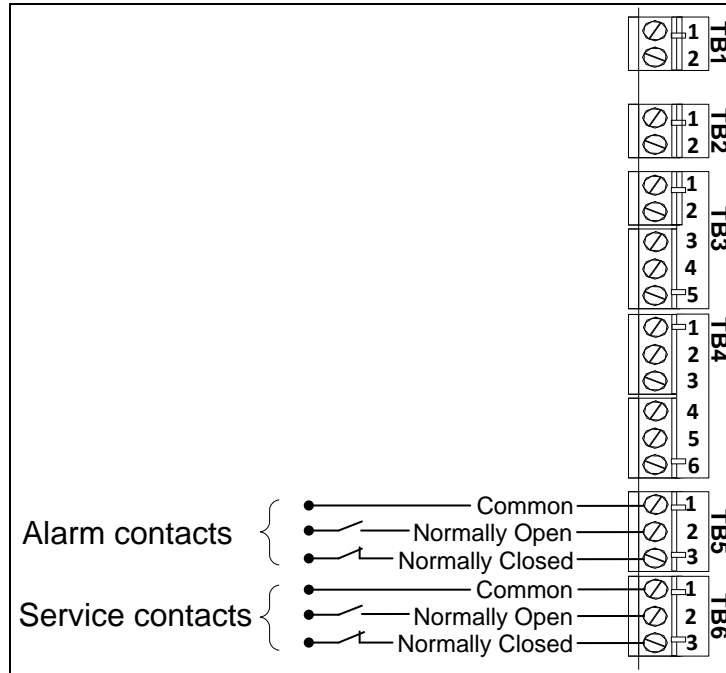 1
2
TB1
1
2
TB2
1
2
3
4
5
TB3
1
2
3
4
5
6
TB4
Alarm contacts
Common 1
Normally Open 2
Normally Closed 3
TB5
Service contacts
Common 1
Normally Open 2
Normally Closed 3
TB6